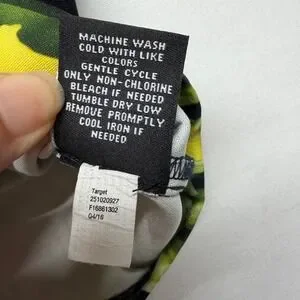 MACHINE WASH
COLD WITH LIKE
COLORS
GENTLE CYCLE
ONLY NON-CHLORINE
BLEACH IF NEEDED
TUMBLE DRY LOW
REMOVE PROMPTLY
COOL IRON IF
NEEDED
Target
251020927
F16861302
Q4/16